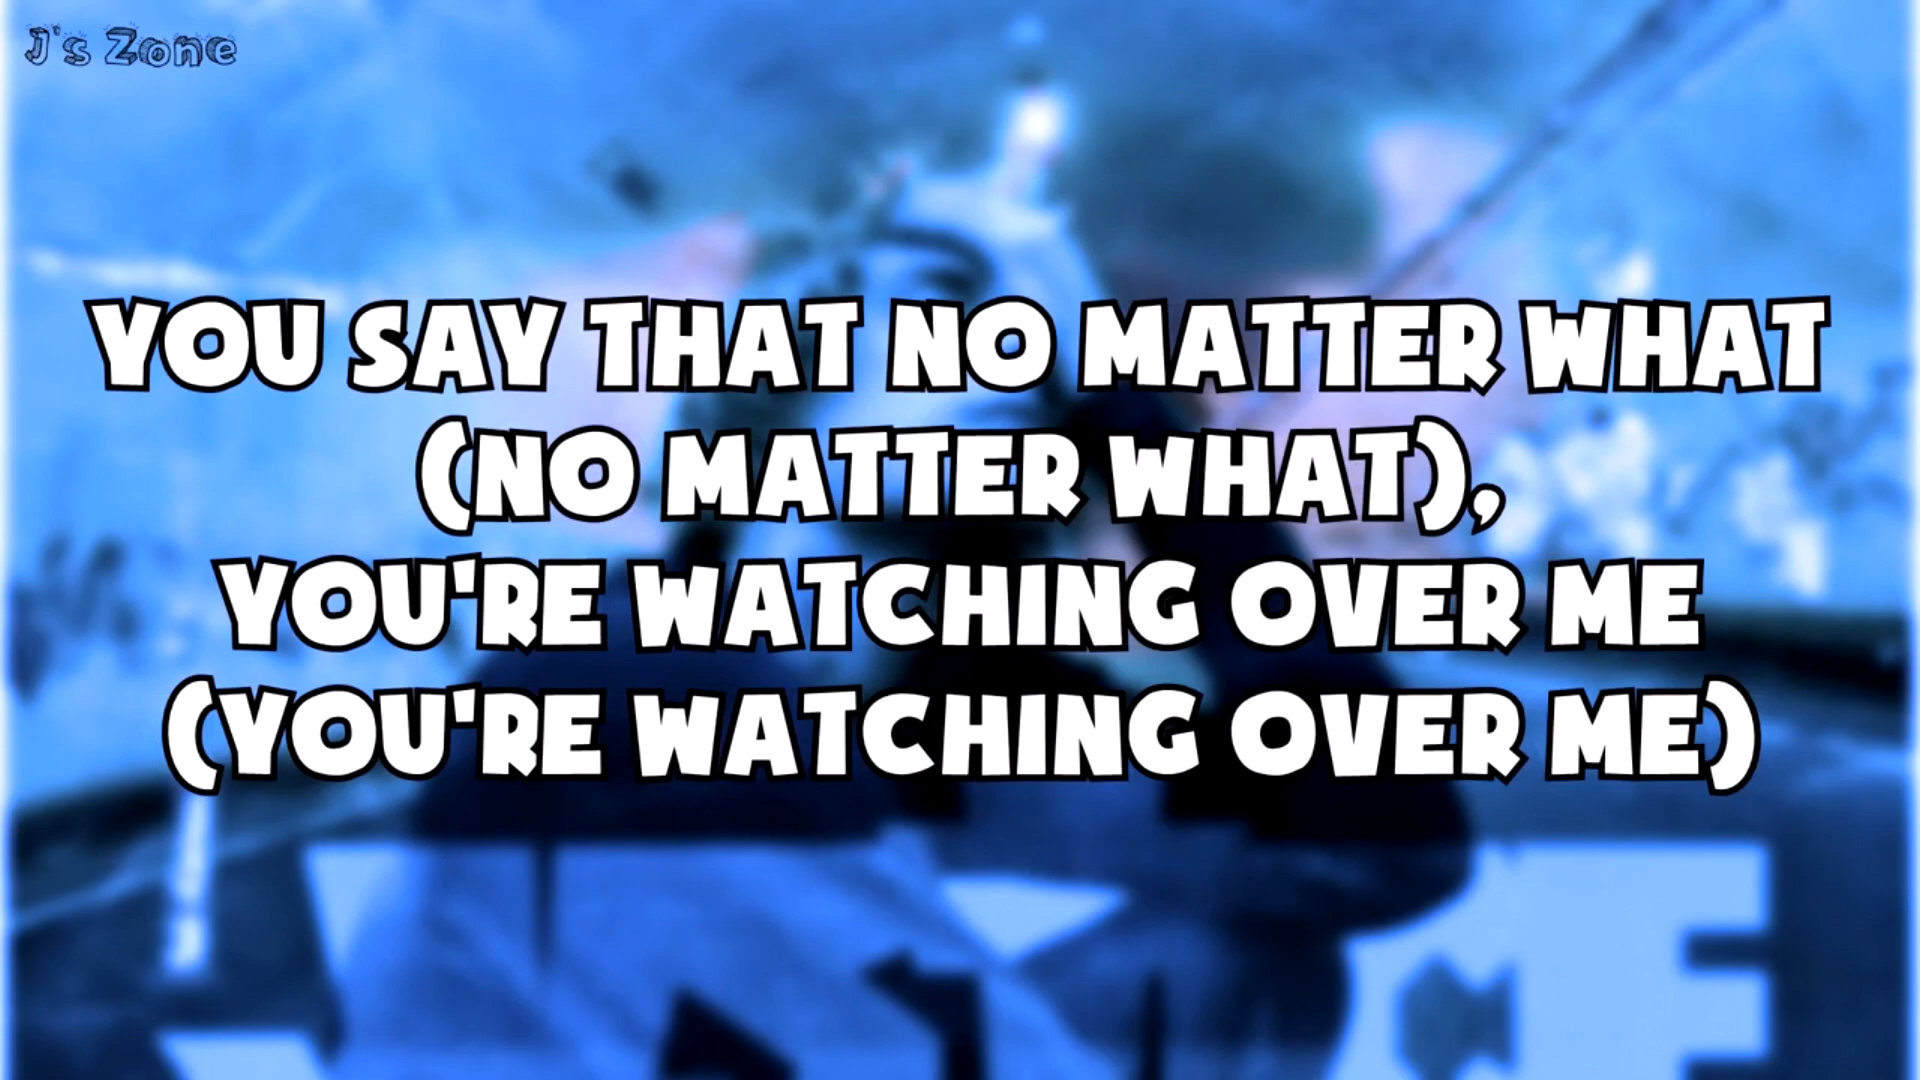 J's Zone
YOU SAY THAT NO MATTER WHAT
(NO MATTER WHAT),
YOU'RE WATCHING OVER ME
(YOU'RE WATCHING OVER ME)